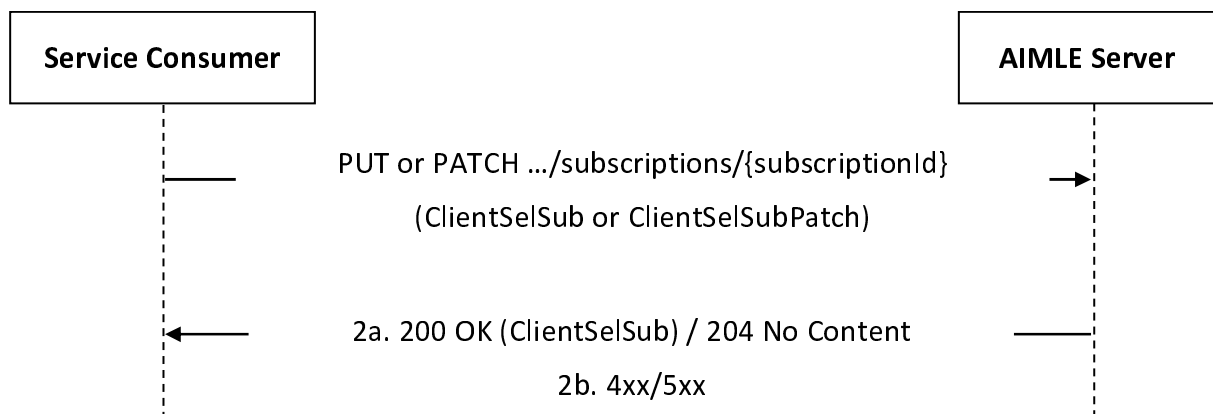 Service Consumer
AIMLE Server
PUT or PATCH …/subscriptions/{subscriptionId}
(ClientSelSub or ClientSelSubPatch)
2a. 200 OK (ClientSelSub) / 204 No Content
2b. 4xx/5xx